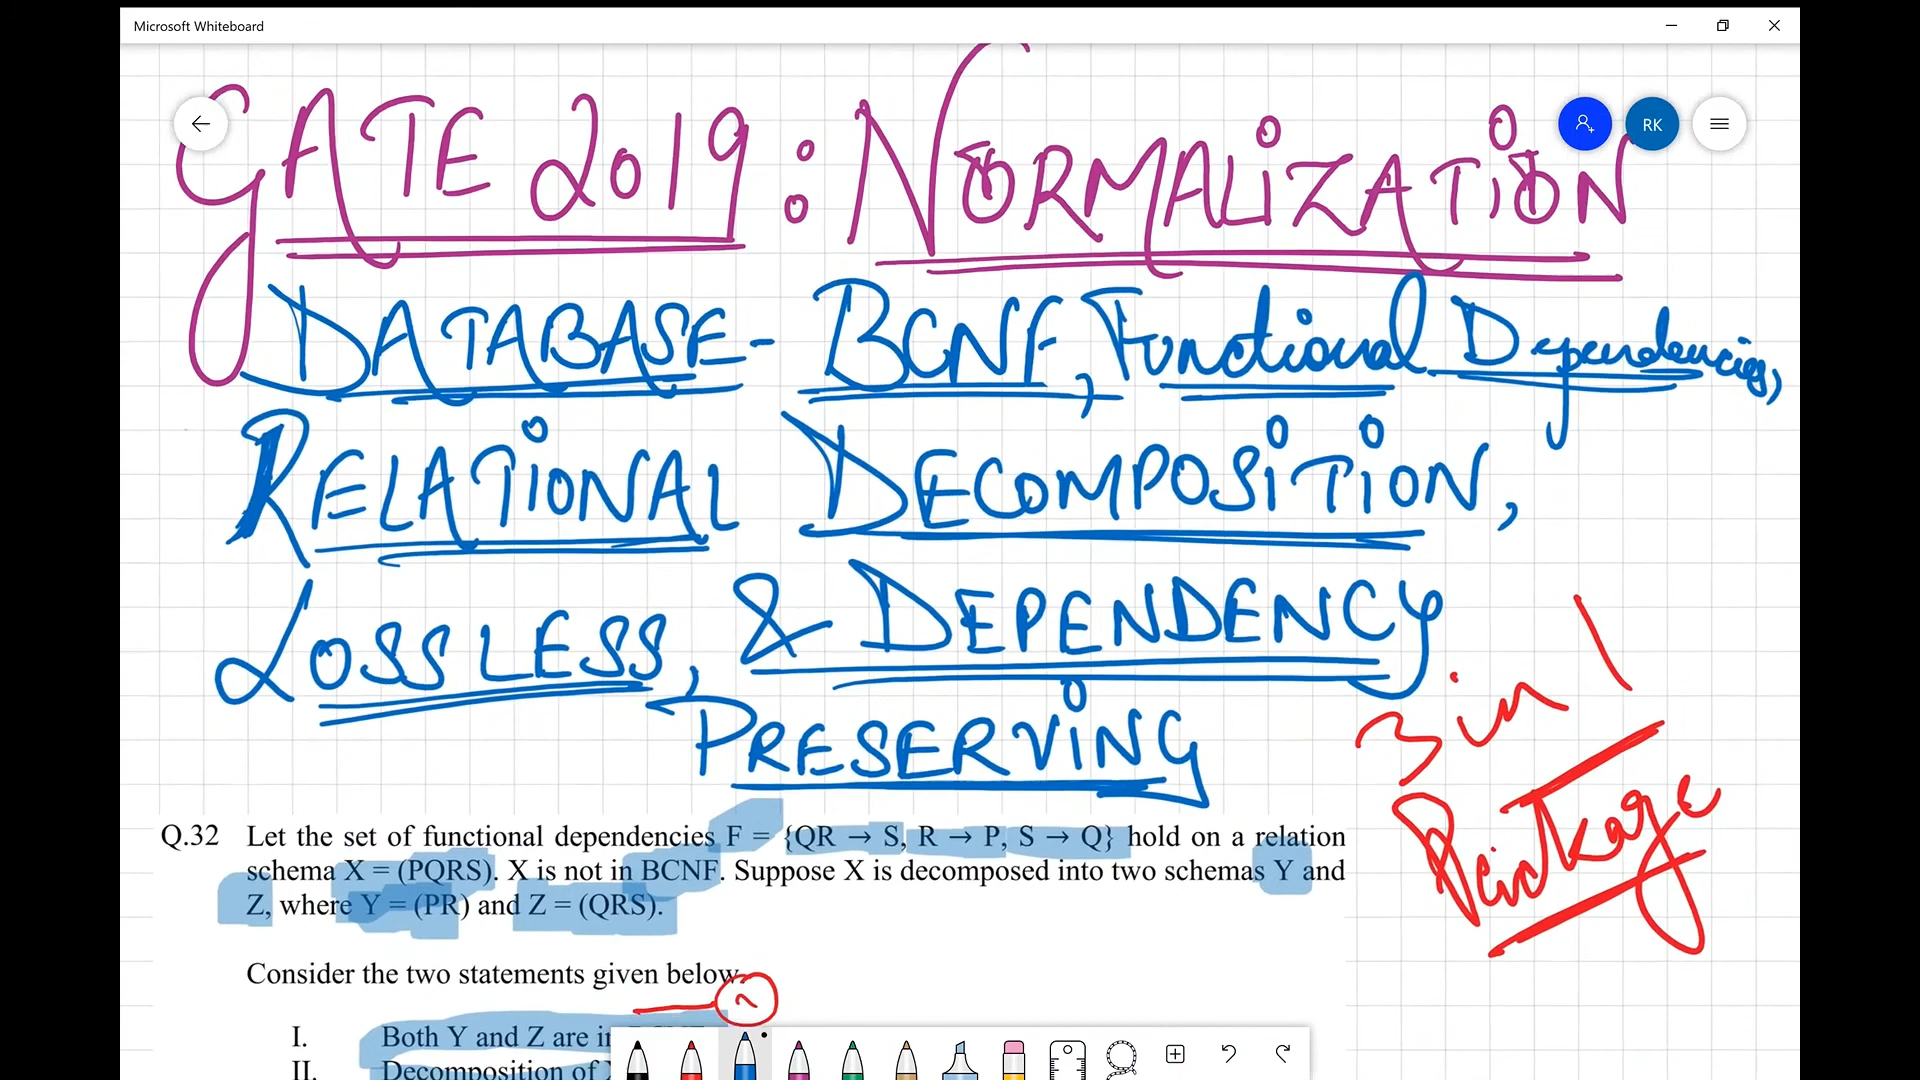 Microsoft Whiteboard
GATE 2019: NORMALIZATION
RK
DATABASE- BCNF, Functional Dependencies,
RELATIONAL DECOMPOSITION,
LOSSLESS, & DEPENDENCY
PRESERVING
3 in 1
Package
Q.32 Let the set of functional dependencies F = {QR → S, R → P, S → Q} hold on a relation
schema X = (PQRS). X is not in BCNF. Suppose X is decomposed into two schemas Y and
Z, where Y = (PR) and Z = (QRS).
Consider the two statements given below.
I. Both Y and Z are in
II. Decomposition of